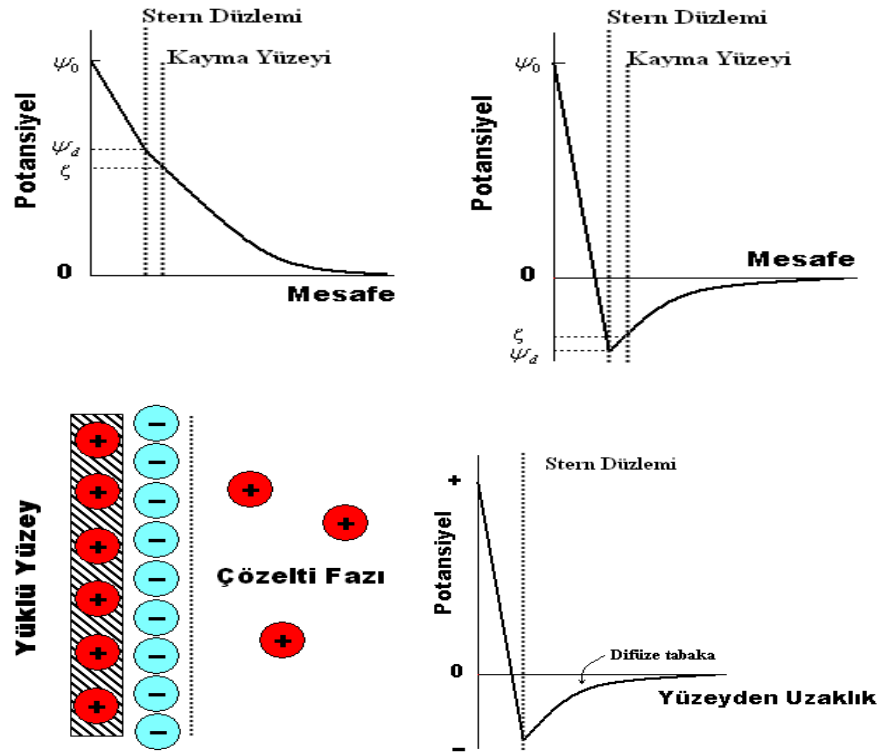 Stern Düzlemi
Kayma Yüzeyi
ψ0
Potansiyel
ψd
ξ
0
Mesafe
Stern Düzlemi
Kayma Yüzeyi
ψ0
Potansiyel
0
Mesafe
ξ
ψd
Yüklü Yüzey
+ + + + + +
− − − − − − − − −
+ + +
Çözelti Fazı
Stern Düzlemi
+
Potansiyel
0
−
Difüze tabaka
Yüzeyden Uzaklık